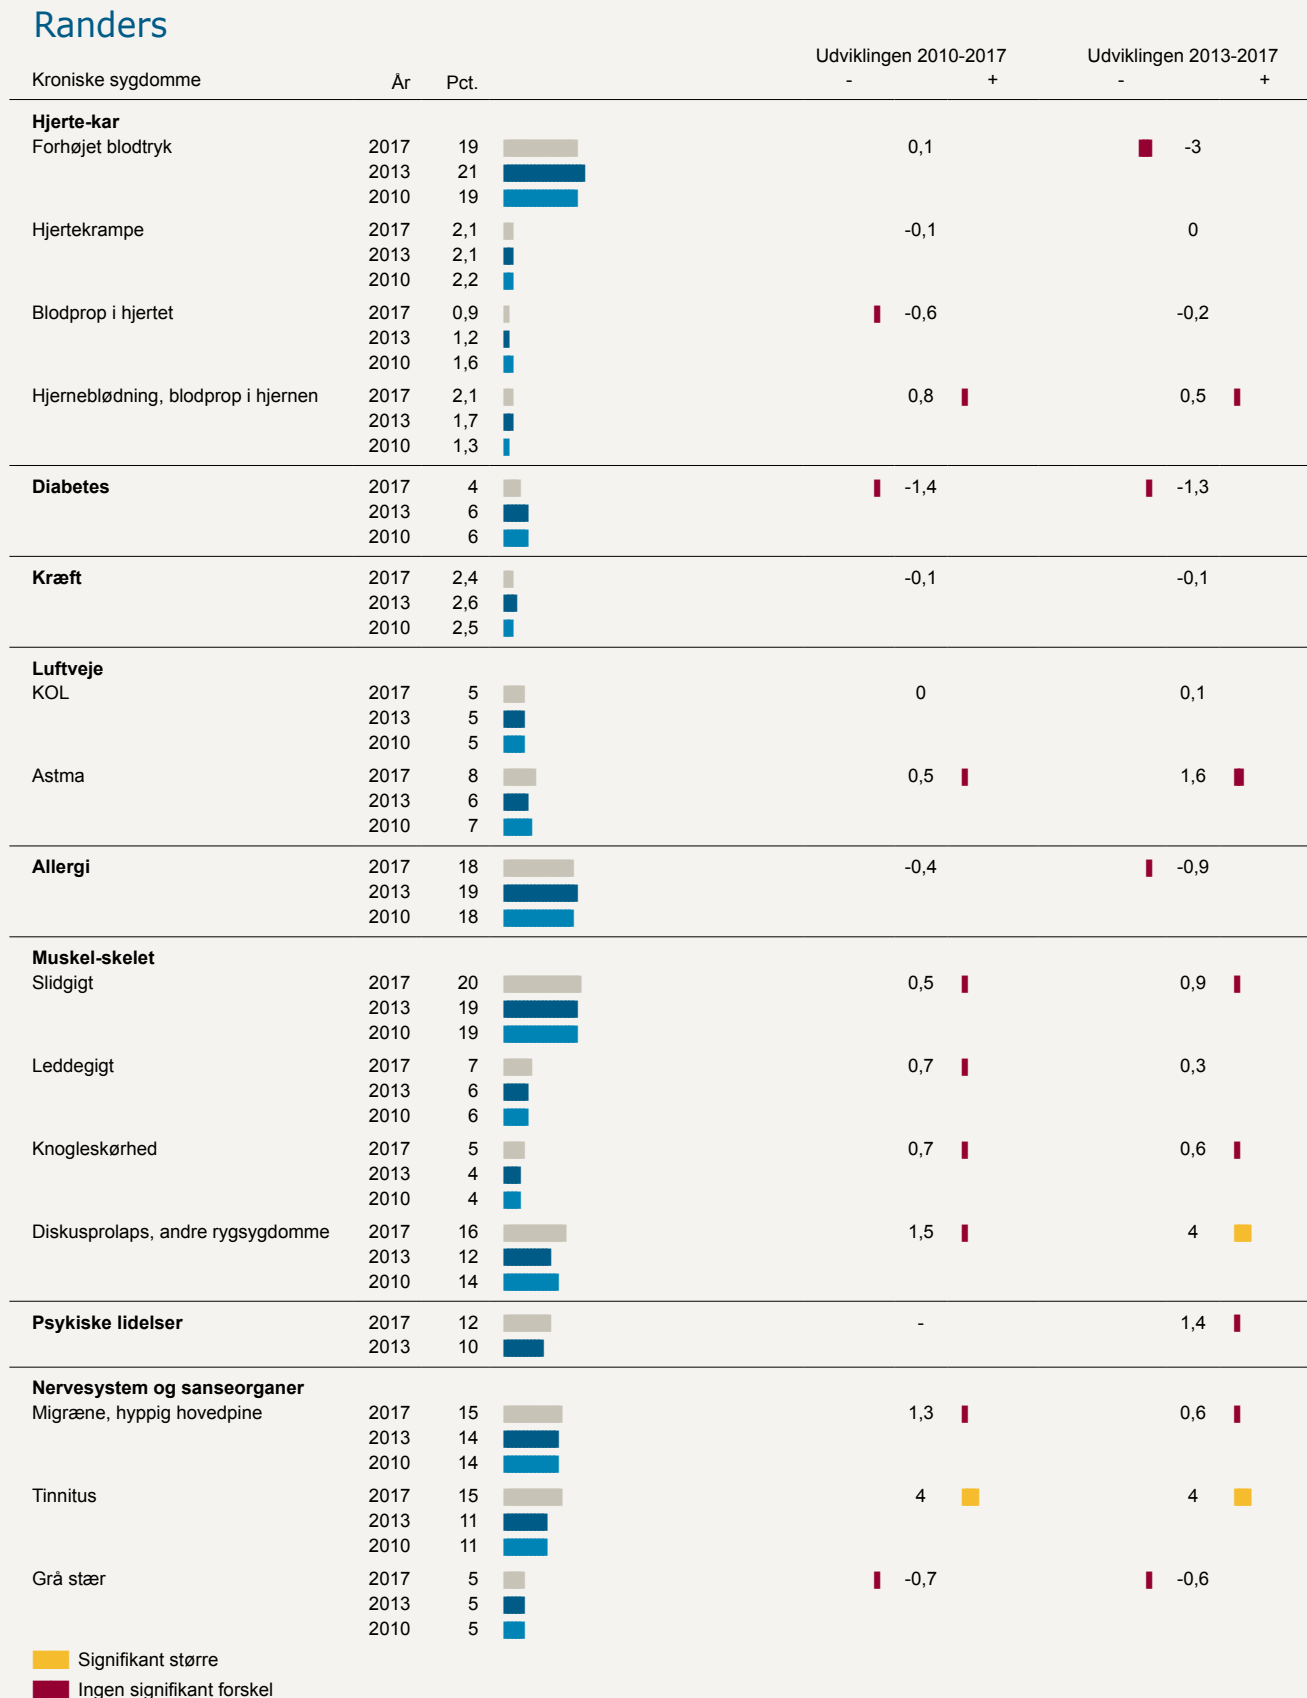 Randers
Udviklingen 2010-2017 Udviklingen 2013-2017
Kroniske sygdomme År Pct. - + - +
Hjerte-kar
Forhøjet blodtryk 2017 19 0,1 -3
2013 21
2010 19
Hjertekrampe 2017 2,1 -0,1 0
2013 2,1
2010 2,2
Blodprop i hjertet 2017 0,9 -0,6 -0,2
2013 1,2
2010 1,6
Hjerneblødning, blodprop i hjernen 2017 2,1 0,8 0,5
2013 1,7
2010 1,3
Diabetes 2017 4 -1,4 -1,3
2013 6
2010 6
Kræft 2017 2,4 -0,1 -0,1
2013 2,6
2010 2,5
Luftveje
KOL 2017 5 0 0,1
2013 5
2010 5
Astma 2017 8 0,5 1,6
2013 6
2010 7
Allergi 2017 18 -0,4 -0,9
2013 19
2010 18
Muskel-skelet
Slidgigt 2017 20 0,5 0,9
2013 19
2010 19
Leddegigt 2017 7 0,7 0,3
2013 6
2010 6
Knogleskørhed 2017 5 0,7 0,6
2013 4
2010 4
Diskusprolaps, andre rygsygdomme 2017 16 1,5 4
2013 12
2010 14
Psykiske lidelser 2017 12 - 1,4
2013 10
Nervesystem og sanseorganer
Migræne, hyppig hovedpine 2017 15 1,3 0,6
2013 14
2010 14
Tinnitus 2017 15 4 4
2013 11
2010 11
Grå stær 2017 5 -0,7 -0,6
2013 5
2010 5
Signifikant større
Ingen signifikant forskel